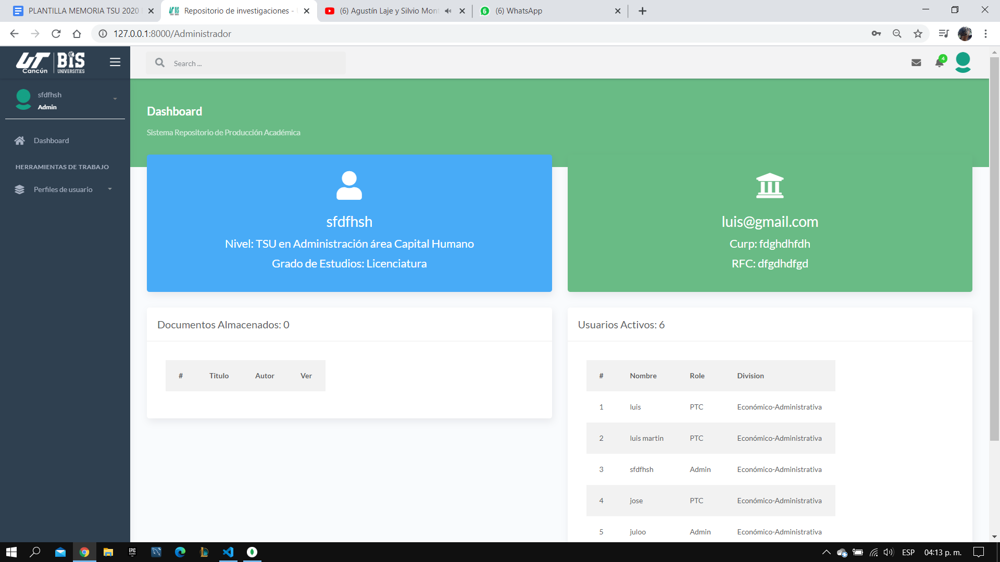 PLANTILLA MEMORIA TSU 2020
Repositorio de investigaciones -
(6) Agustín Laje y Silvio Mont
(6) WhatsApp
127.0.0.1:8000/Administrador
UT
Cancún
BIS
UNIVERSITIES
Search ...
4
sfdfhsh
Admin
Dashboard
HERRAMIENTAS DE TRABAJO
Perfiles de usuario
Dashboard
Sistema Repositorio de Producción Académica
sfdfhsh
Nivel: TSU en Administración área Capital Humano
Grado de Estudios: Licenciatura
luis@gmail.com
Curp: fdghdhfdh
RFC: dfgdhdfgd
Documentos Almacenados: 0
# Titulo Autor Ver
Usuarios Activos: 6
# Nombre Role Division
1 luis PTC Económico-Administrativa
2 luis martin PTC Económico-Administrativa
3 sfdfhsh Admin Económico-Administrativa
4 jose PTC Económico-Administrativa
5 juloo Admin Económico-Administrativa
EPIC
GAMES
ESP
04:13 p. m.